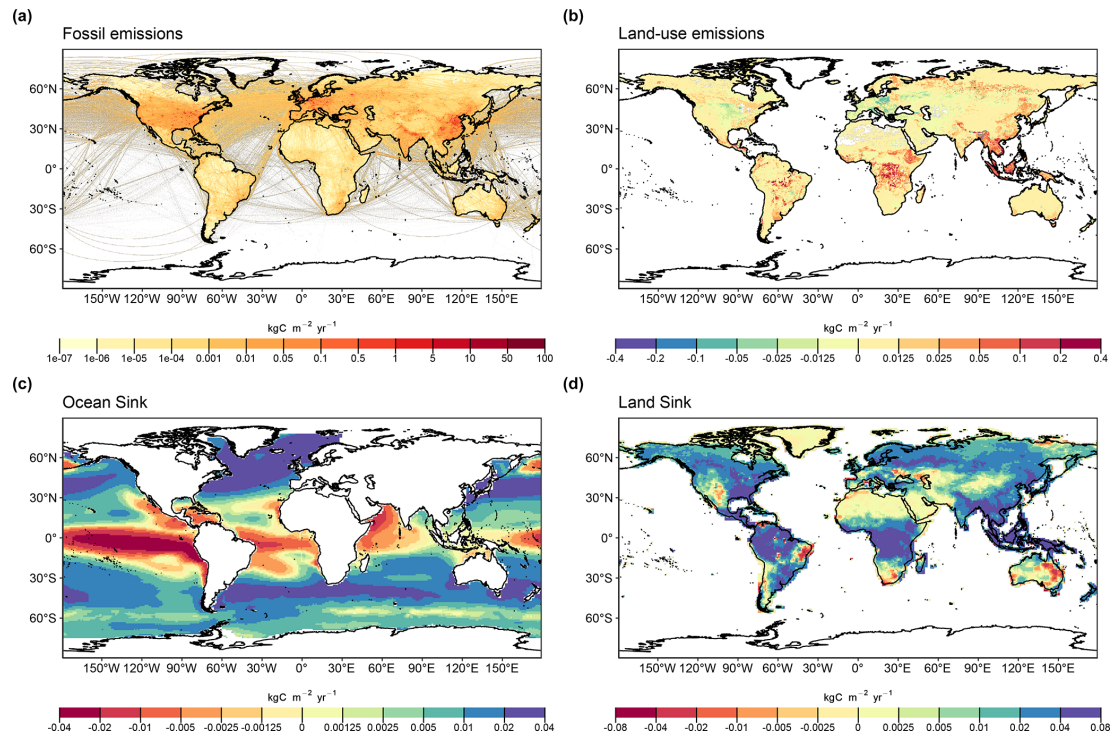 (a)
Fossil emissions
60°N
30°N
0°
30°S
60°S
150°W 120°W 90°W 60°W 30°W 0° 30°E 60°E 90°E 120°E 150°E
kgC m⁻² yr⁻¹
1e-07 1e-06 1e-05 1e-04 0.001 0.01 0.05 0.1 0.5 1 5 10 50 100
(b)
Land-use emissions
60°N
30°N
0°
30°S
60°S
150°W 120°W 90°W 60°W 30°W 0° 30°E 60°E 90°E 120°E 150°E
kgC m⁻² yr⁻¹
-0.4 -0.2 -0.1 -0.05 -0.025 -0.0125 0 0.0125 0.025 0.05 0.1 0.2 0.4
(c)
Ocean Sink
60°N
30°N
0°
30°S
60°S
150°W 120°W 90°W 60°W 30°W 0° 30°E 60°E 90°E 120°E 150°E
kgC m⁻² yr⁻¹
-0.04 -0.02 -0.01 -0.005 -0.0025 -0.00125 0 0.00125 0.0025 0.005 0.01 0.02 0.04
(d)
Land Sink
60°N
30°N
0°
30°S
60°S
150°W 120°W 90°W 60°W 30°W 0° 30°E 60°E 90°E 120°E 150°E
kgC m⁻² yr⁻¹
-0.08 -0.04 -0.02 -0.01 -0.005 -0.0025 0 0.0025 0.005 0.01 0.02 0.04 0.08